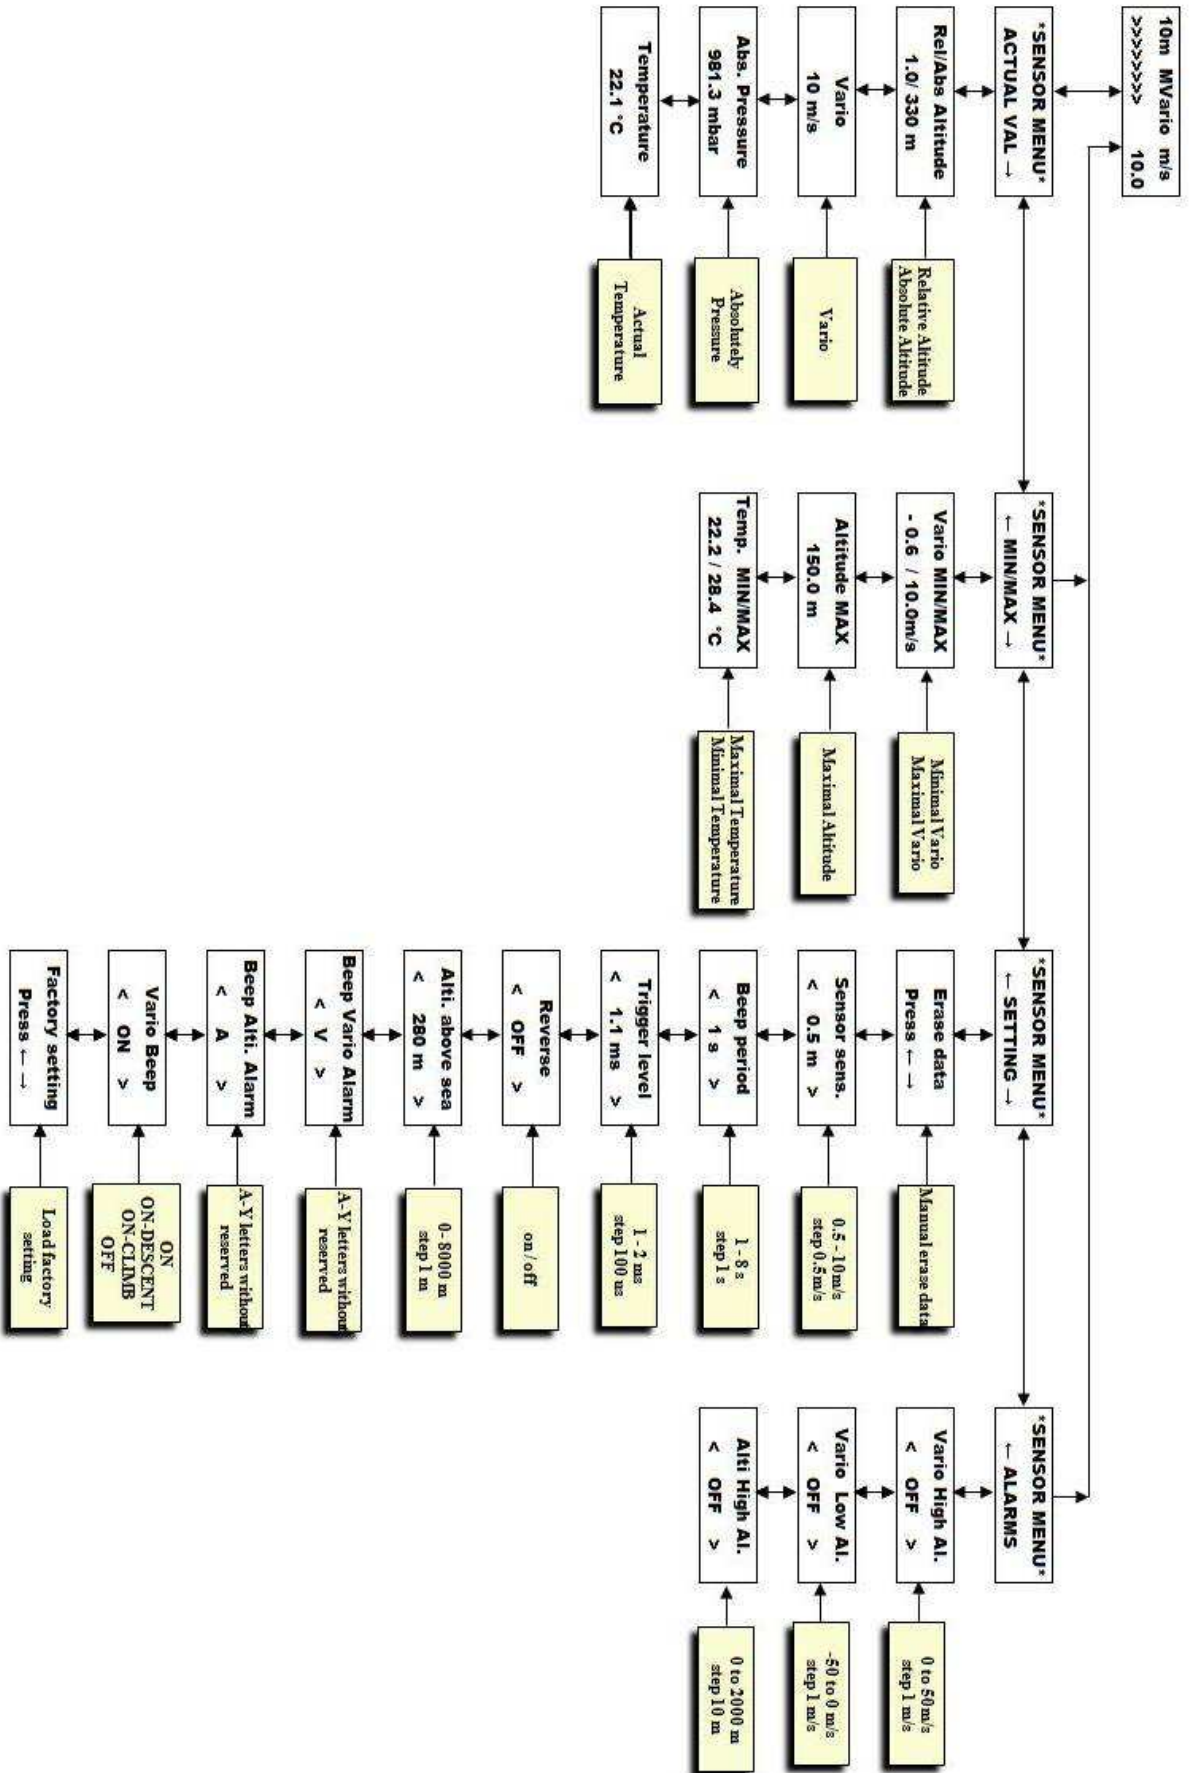 10m MVario m/s
>>>>>>>> 10.0
*SENSOR MENU*
ACTUAL VAL →
Rel/Abs Altitude
1.0/ 330 m
Relative Altitude
Absolute Altitude
Vario
10 m/s
Vario
Abs. Pressure
981.3 mbar
Absolutely
Pressure
Temperature
22.1 °C
Actual
Temperature
*SENSOR MENU*
← MIN/MAX →
Vario MIN/MAX
- 0.6 / 10.0m/s
Minimal Vario
Maximal Vario
Altitude MAX
150.0 m
Maximal Altitude
Temp. MIN/MAX
22.2 / 28.4 °C
Maximal Temperature
Minimal Temperature
*SENSOR MENU*
← SETTING →
Erase data
Press ← →
Manual erase data
Sensor sens.
< 0.5 m >
0.5 - 10m/s
step 0.5m/s
Beep period
< 1 s >
1 - 8 s
step 1 s
Trigger level
< 1.1 ms >
1 - 2 ms
step 100 us
Reverse
< OFF >
on / off
Alti. above sea
< 280 m >
0- 8000 m
step 1 m
Beep Vario Alarm
< V >
A-Y letters without
reserved
Beep Alti. Alarm
< A >
A-Y letters without
reserved
Vario Beep
< ON >
ON
ON-DESCENT
ON-CLIMB
OFF
Factory setting
Press ← →
Load factory
setting
*SENSOR MENU*
← ALARMS
Vario High Al.
< OFF >
0 to 50m/s
step 1 m/s
Vario Low Al.
< OFF >
-50 to 0 m/s
step 1 m/s
Alti High Al.
< OFF >
0 to 2000 m
step 10 m